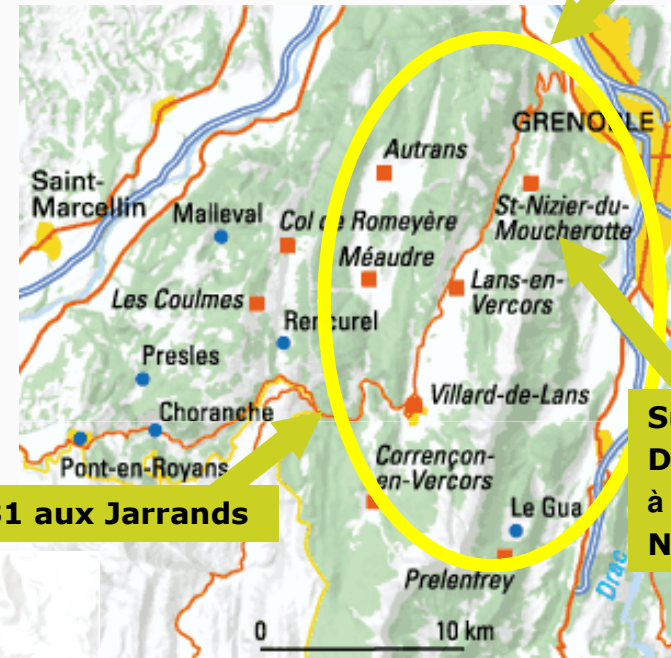 GRENOBLE
Autrans
Saint-
Marcellin
Malleval
Col de Romeyère
St-Nizier-du-
Moucherotte
Méaudre
Les Coulmes
Lans-en-
Vercors
Rencurel
Presles
Villard-de-Lans
Choranche
Pont-en-Royans
Corrençon-
en-Vercors
31 aux Jarrands
Le Gua
à
Prelenfrey
Drac
0 10 km